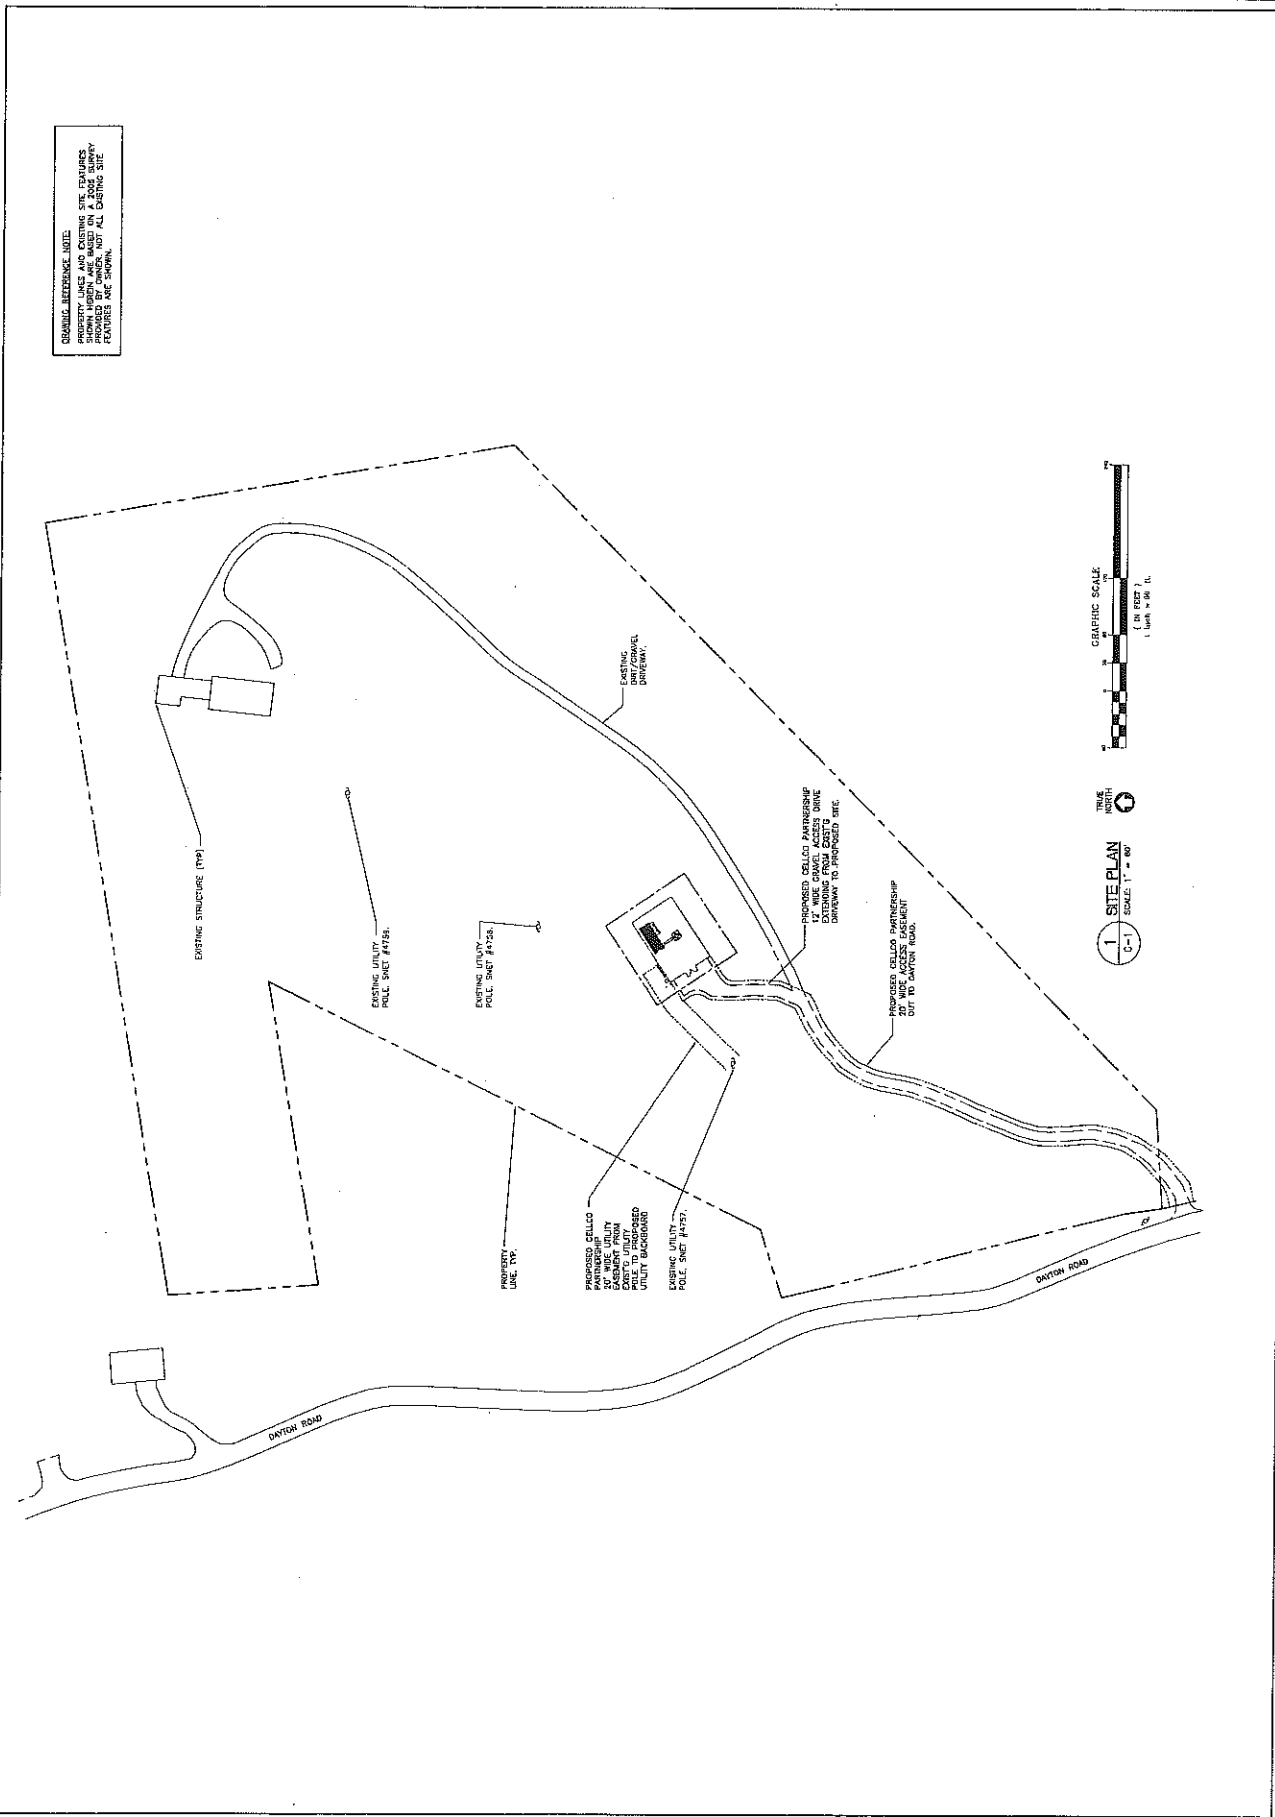 DRAWING REFERENCE NOTE:
PROPERTY LINES AND EXISTING SITE FEATURES
SHOWN HEREIN ARE BASED ON A 2005 SURVEY
PROVIDED BY OWNER. NOT ALL EXISTING SITE
FEATURES ARE SHOWN.
EXISTING STRUCTURE (TYP)
EXISTING UTILITY
POLE, SNET
EXISTING UTILITY
POLE, SNET
EXISTING
DIRT/GRAVEL
DRIVEWAY.
PROPERTY
LINE, TYP.
PROPOSED CELLCO
PARTNERSHIP
20' WIDE UTILITY
EASEMENT FROM
EXIST'G UTILITY
POLE TO PROPOSED
UTILITY BACKBOARD
EXISTING UTILITY
POLE, SNET #4757.
PROPOSED CELLCO PARTNERSHIP
12' WIDE GRAVEL ACCESS DRIVE
EXTENDING FROM EXIST'G
DRIVEWAY TO PROPOSED SITE.
PROPOSED CELLCO PARTNERSHIP
20' WIDE ACCESS EASEMENT
OUT TO DAYTON ROAD.
DAYTON ROAD
DAYTON ROAD
1
C-1
SITE PLAN
SCALE: 1" = 60'
TRUE
NORTH
GRAPHIC SCALE
( IN FEET )